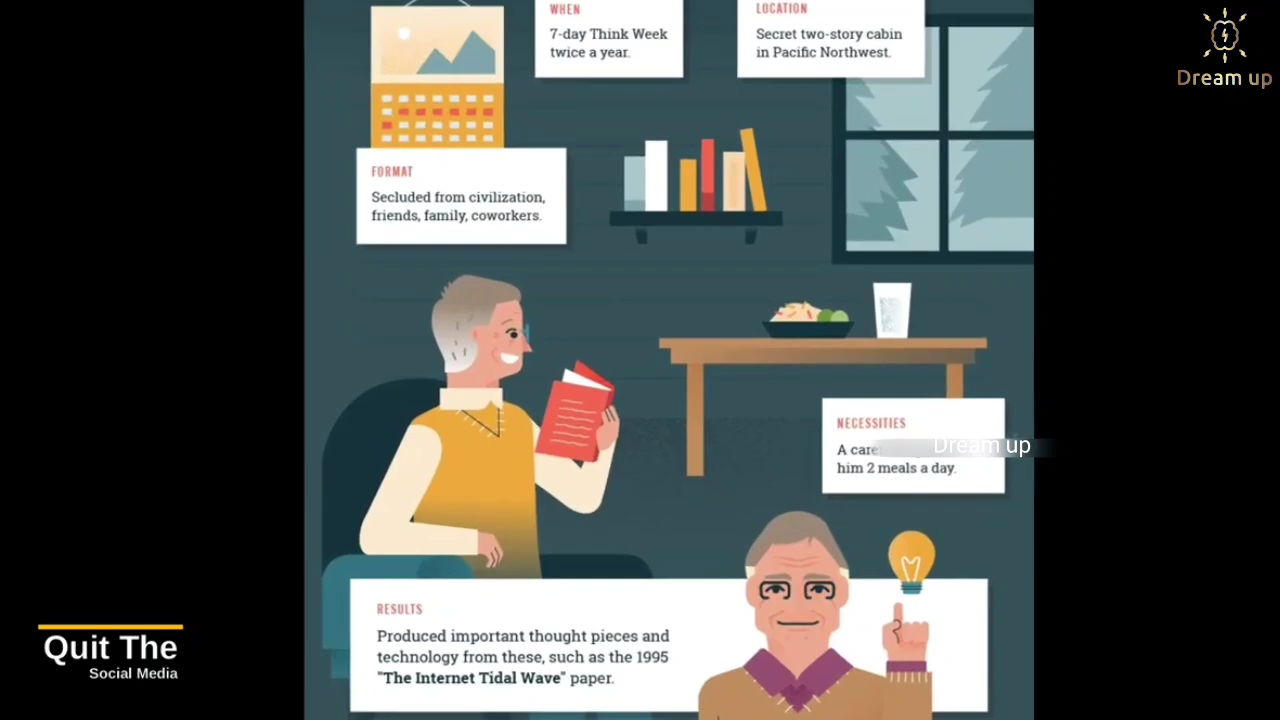 WHEN
7-day Think Week
twice a year.
LOCATION
Secret two-story cabin
in Pacific Northwest.
Dream up
FORMAT
Secluded from civilization,
friends, family, coworkers.
NECESSITIES
A
Dream up
him 2 meals a day.
RESULTS
Produced important thought pieces and
technology from these, such as the 1995
"The Internet Tidal Wave" paper.
Quit The
Social Media